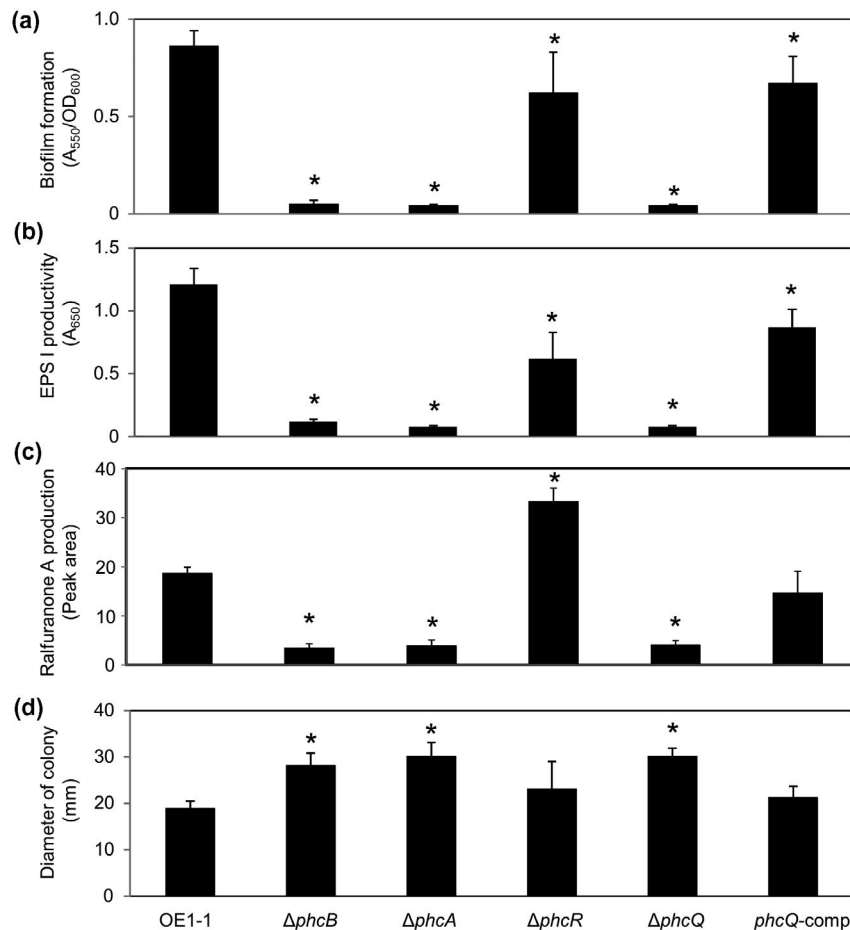 (a)
Biofilm formation
(A550/OD600)
1.0
0.5
0
*
*
*
*
*
(b)
EPS I productivity
(A650)
1.5
1.0
0.5
0
*
*
*
*
*
(c)
Ralfuranone A production
(Peak area)
40
30
20
10
0
*
*
*
*
(d)
Diameter of colony
(mm)
40
30
20
10
0
*
*
*
OE1-1 ΔphcB ΔphcA ΔphcR ΔphcQ phcQ-comp